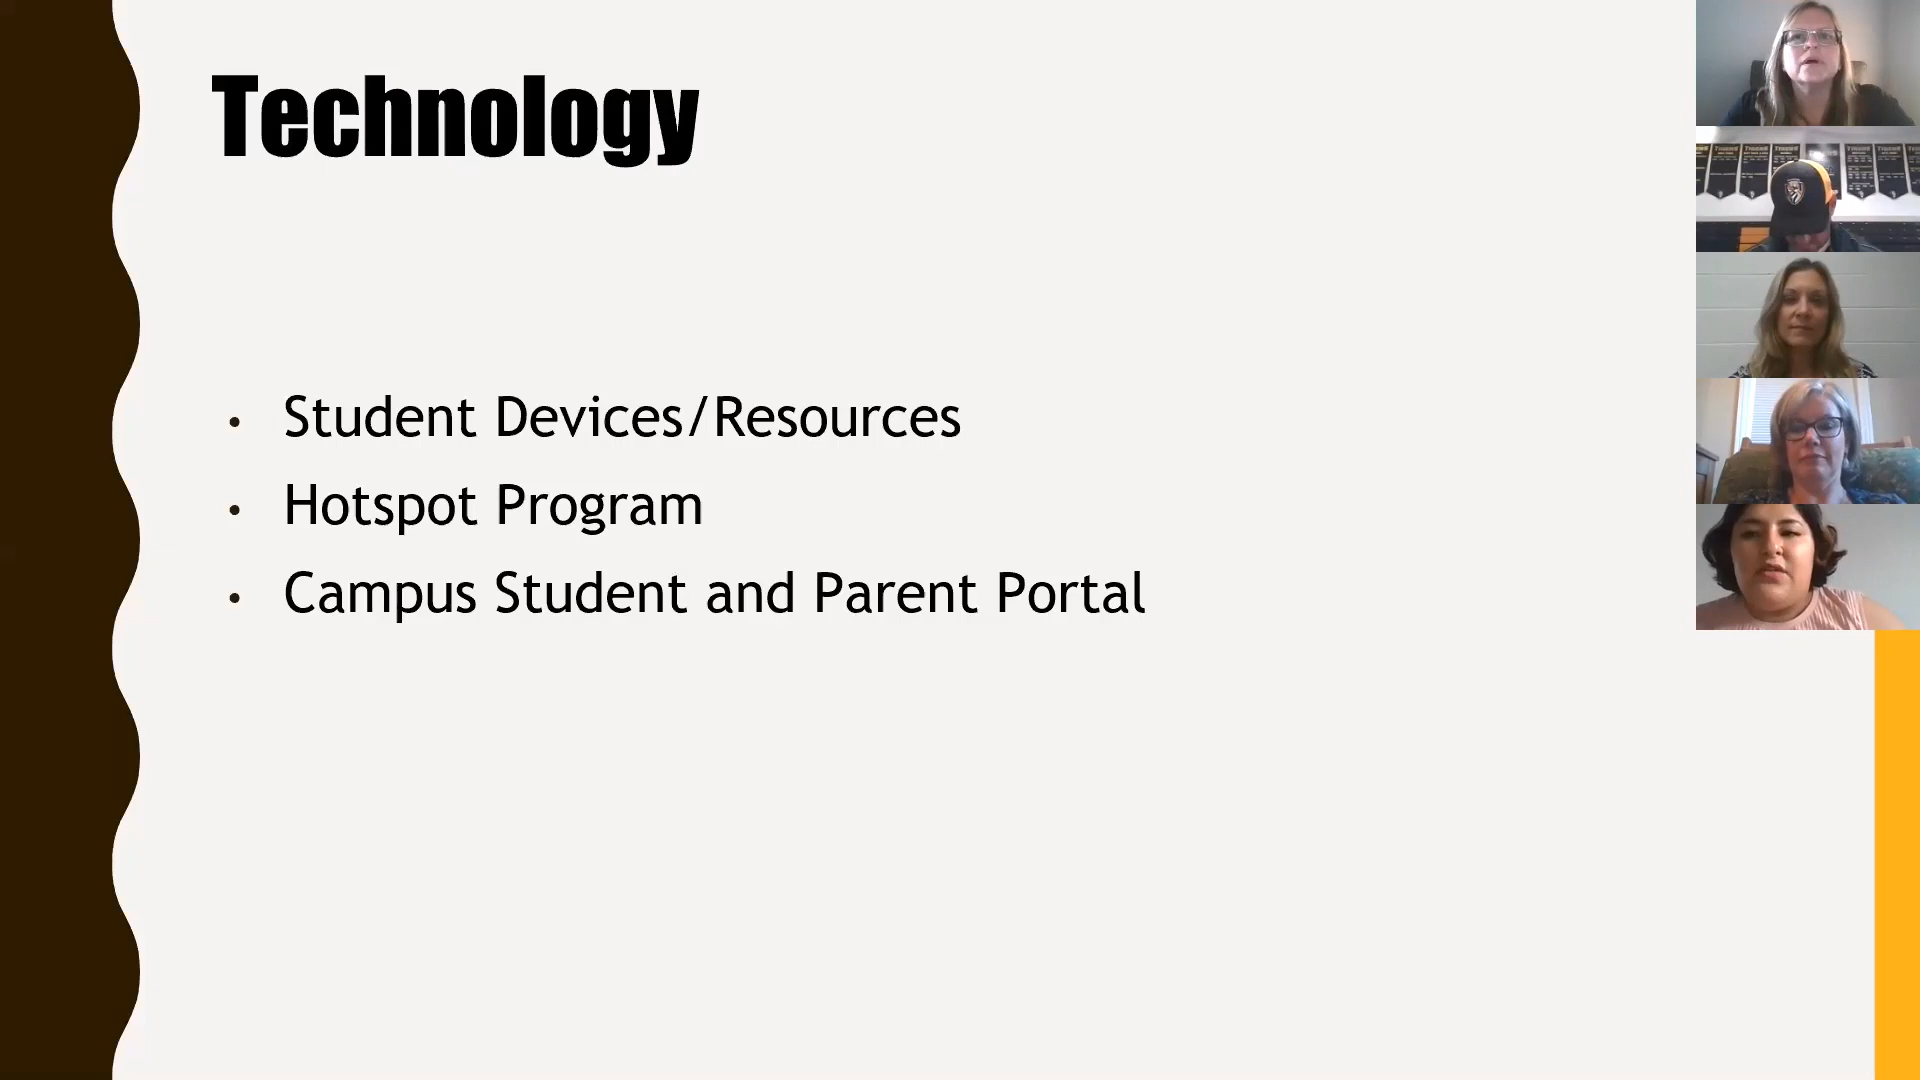 Technology
• Student Devices/Resources
• Hotspot Program
• Campus Student and Parent Portal